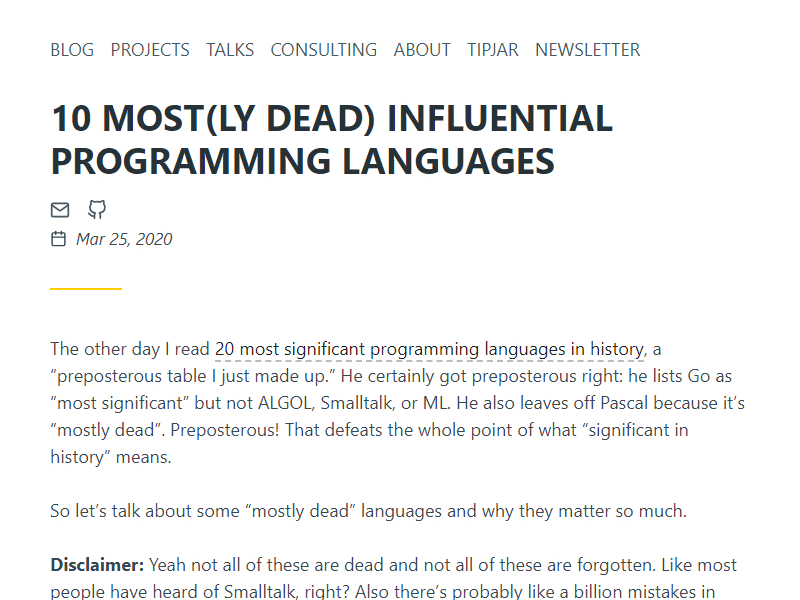 BLOG PROJECTS TALKS CONSULTING ABOUT TIPJAR NEWSLETTER
10 MOST(LY DEAD) INFLUENTIAL
PROGRAMMING LANGUAGES
Mar 25, 2020
The other day I read 20 most significant programming languages in history, a
“preposterous table I just made up.” He certainly got preposterous right: he lists Go as
“most significant” but not ALGOL, Smalltalk, or ML. He also leaves off Pascal because it’s
“mostly dead”. Preposterous! That defeats the whole point of what “significant in
history” means.
So let’s talk about some “mostly dead” languages and why they matter so much.
Disclaimer: Yeah not all of these are dead and not all of these are forgotten. Like most
people have heard of Smalltalk, right? Also there’s probably like a billion mistakes in